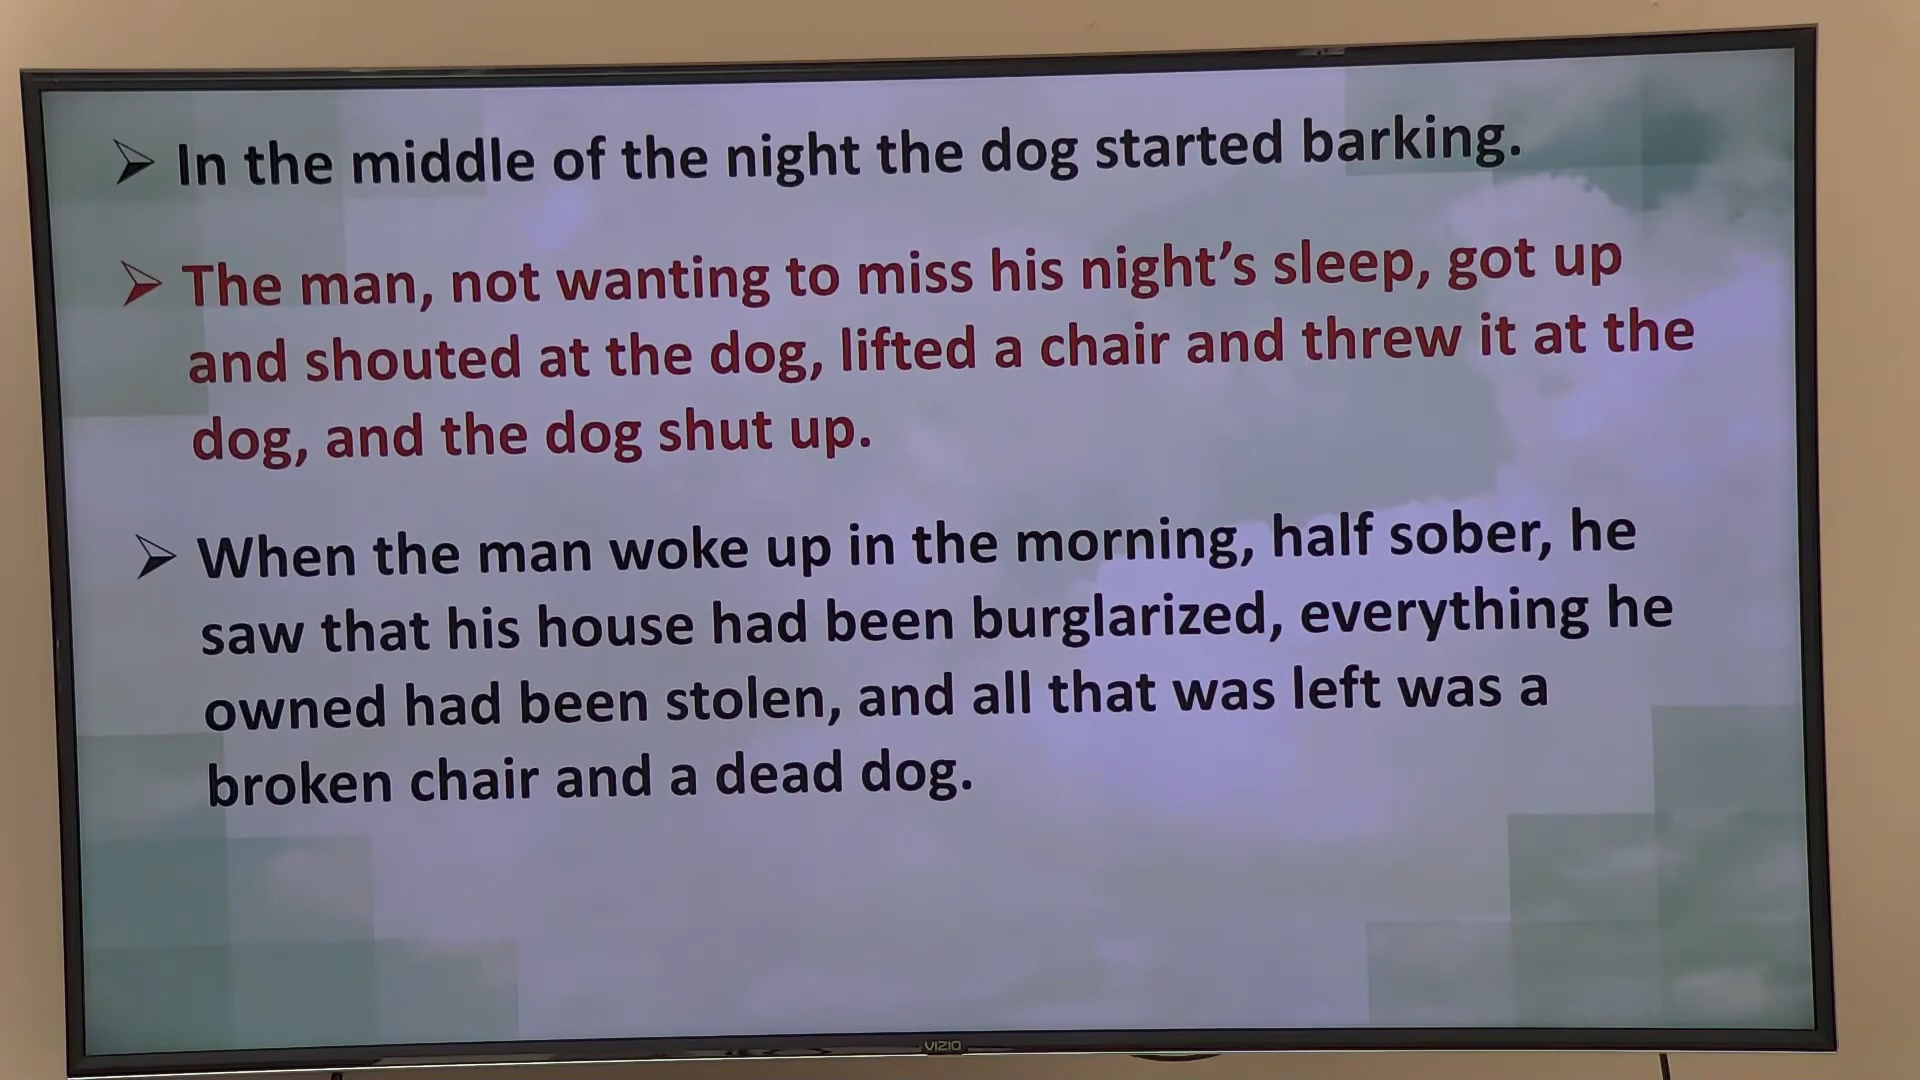 ➢ In the middle of the night the dog started barking.
➢ The man, not wanting to miss his night’s sleep, got up
and shouted at the dog, lifted a chair and threw it at the
dog, and the dog shut up.
➢ When the man woke up in the morning, half sober, he
saw that his house had been burglarized, everything he
owned had been stolen, and all that was left was a
broken chair and a dead dog.
VIZIO